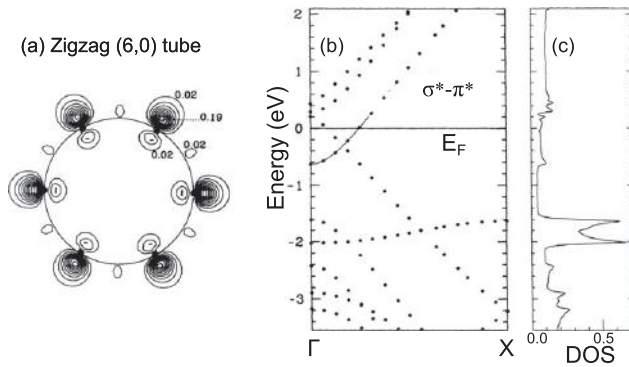 (a) Zigzag (6,0) tube
0.02
0.19
0.02
0.02
(b)
σ*-π*
E_F
Energy (eV)
2
1
0
-1
-2
-3
Γ
X
(c)
0.0
0.5
DOS